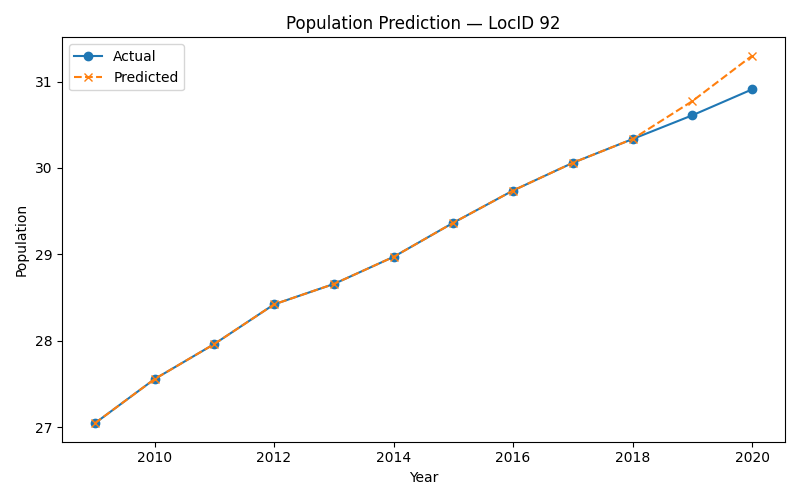 Population Prediction — LocID 92
Actual
Predicted
Population
31
30
29
28
27
2010 2012 2014 2016 2018 2020
Year